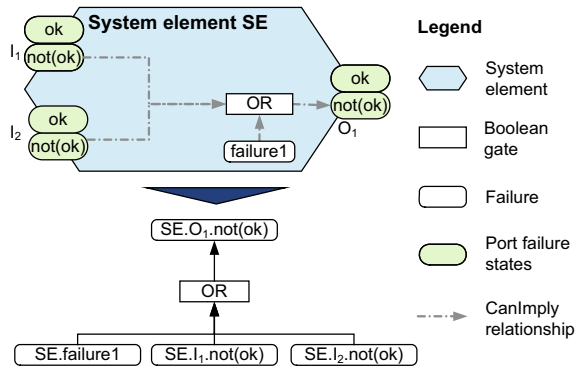 System element SE
ok
I₁
not(ok)
ok
I₂
not(ok)
OR
failure1
ok
not(ok)
O₁
SE.O₁.not(ok)
OR
SE.failure1
SE.I₁.not(ok)
SE.I₂.not(ok)
Legend
System
element
Boolean
gate
Failure
Port failure
states
CanImply
relationship